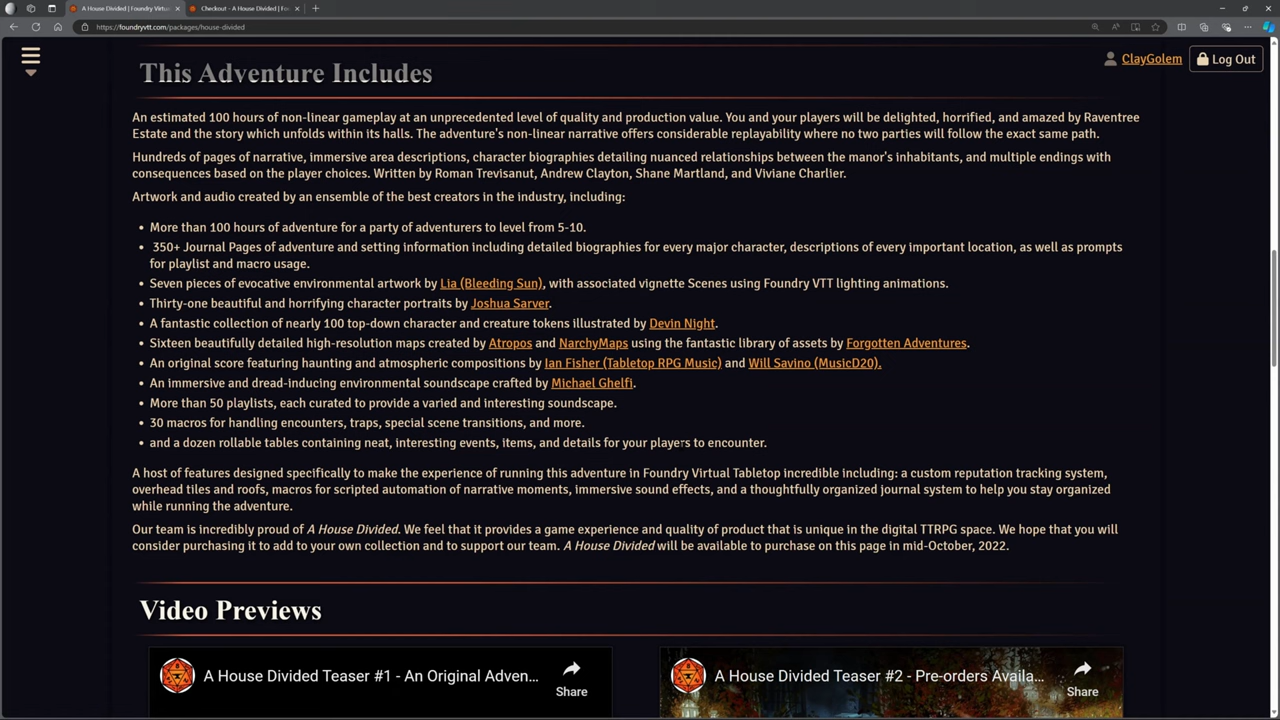 A House Divided | Foundry Virtu
Checkout - A House Divided | Fo
https://foundryvtt.com/packages/house-divided
This Adventure Includes
ClayGolem
Log Out
An estimated 100 hours of non-linear gameplay at an unprecedented level of quality and production value. You and your players will be delighted, horrified, and amazed by Raventree
Estate and the story which unfolds within its halls. The adventure's non-linear narrative offers considerable replayability where no two parties will follow the exact same path.
Hundreds of pages of narrative, immersive area descriptions, character biographies detailing nuanced relationships between the manor's inhabitants, and multiple endings with
consequences based on the player choices. Written by Roman Trevisanut, Andrew Clayton, Shane Martland, and Viviane Charlier.
Artwork and audio created by an ensemble of the best creators in the industry, including:
• More than 100 hours of adventure for a party of adventurers to level from 5-10.
• 350+ Journal Pages of adventure and setting information including detailed biographies for every major character, descriptions of every important location, as well as prompts
for playlist and macro usage.
• Seven pieces of evocative environmental artwork by Lia (Bleeding Sun), with associated vignette Scenes using Foundry VTT lighting animations.
• Thirty-one beautiful and horrifying character portraits by Joshua Sarver.
• A fantastic collection of nearly 100 top-down character and creature tokens illustrated by Devin Night.
• Sixteen beautifully detailed high-resolution maps created by Atropos and NarchyMaps using the fantastic library of assets by Forgotten Adventures.
• An original score featuring haunting and atmospheric compositions by Ian Fisher (Tabletop RPG Music) and Will Savino (MusicD20).
• An immersive and dread-inducing environmental soundscape crafted by Michael Ghelfi.
• More than 50 playlists, each curated to provide a varied and interesting soundscape.
• 30 macros for handling encounters, traps, special scene transitions, and more.
• and a dozen rollable tables containing neat, interesting events, items, and details for your players to encounter.
A host of features designed specifically to make the experience of running this adventure in Foundry Virtual Tabletop incredible including: a custom reputation tracking system,
overhead tiles and roofs, macros for scripted automation of narrative moments, immersive sound effects, and a thoughtfully organized journal system to help you stay organized
while running the adventure.
Our team is incredibly proud of A House Divided. We feel that it provides a game experience and quality of product that is unique in the digital TTRPG space. We hope that you will
consider purchasing it to add to your own collection and to support our team. A House Divided will be available to purchase on this page in mid-October, 2022.
Video Previews
A House Divided Teaser #1 - An Original Adven...
Share
A House Divided Teaser #2 - Pre-orders Availa...
Share